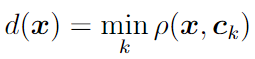 d(𝒙) = min_k ρ(𝒙, 𝒄_k)